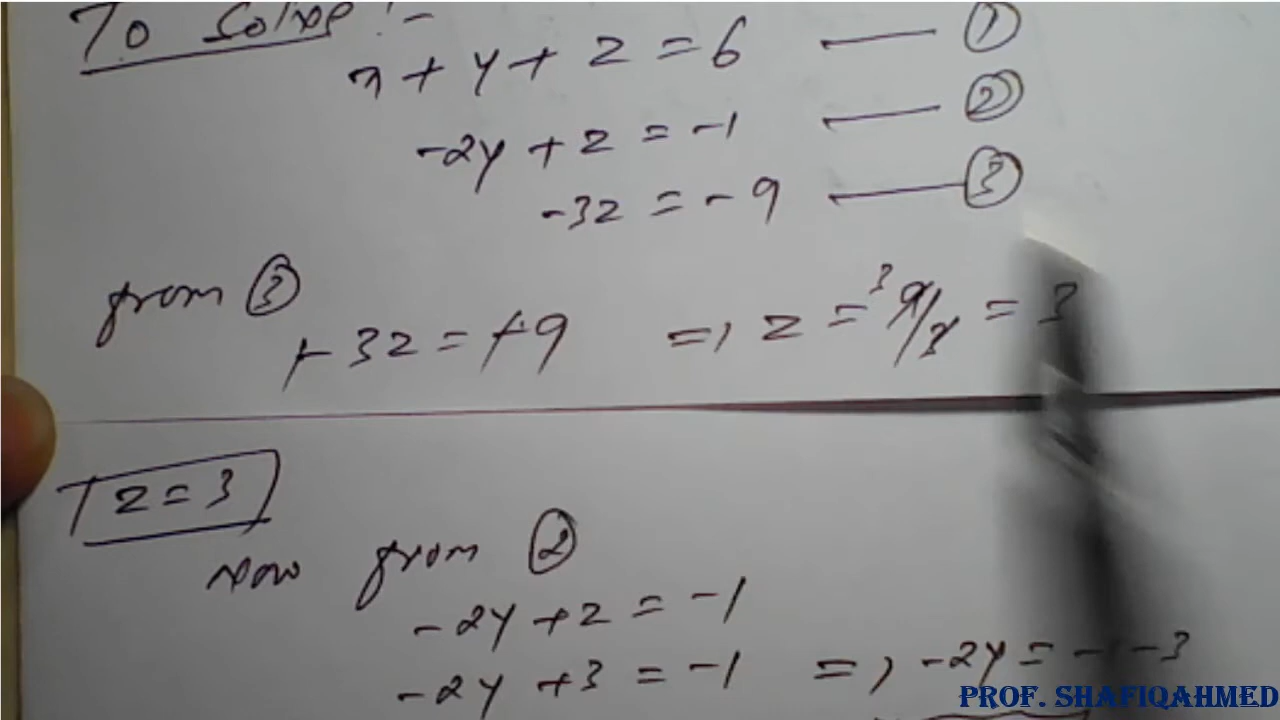 To Solve :-
x + y + z = 6 —— ①
-2y + z = -1 —— ②
-3z = -9 —— ③
from ③
+ 3z = +9 => z = ³ 9/3 = 3
z = 3
now from ②
-2y + z = -1
-2y + 3 = -1 => -2y = - -3
PROF. SHAFIQAHMED